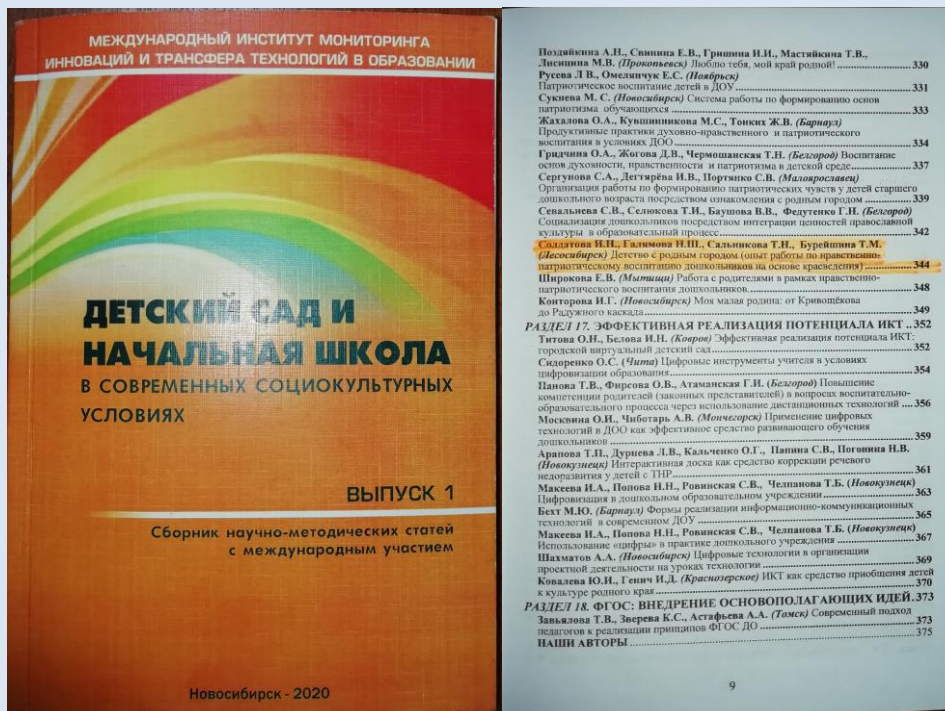 МЕЖДУНАРОДНЫЙ ИНСТИТУТ МОНИТОРИНГА
ИННОВАЦИЙ И ТРАНСФЕРА ТЕХНОЛОГИЙ В ОБРАЗОВАНИИ
ДЕТСКИЙ САД И
НАЧАЛЬНАЯ ШКОЛА
В СОВРЕМЕННЫХ СОЦИОКУЛЬТУРНЫХ
УСЛОВИЯХ
ВЫПУСК 1
Сборник научно-методических статей
с международным участием
Новосибирск - 2020
Поздяйкина А.Н., Свинина Е.В., Гришина И.И., Мастяйкина Т.В.,
Лисицина М.В. (Прокопьевск) Люблю тебя, мой край родной! ..................... 330
Русева Л В., Омелянчук Е.С. (Ноябрьск)
Патриотическое воспитание детей в ДОУ ..................... 331
Сукнева М. С. (Новосибирск) Система работы по формированию основ
патриотизма обучающихся ..................... 333
Жахалова О.А., Кувшинникова М.С., Тонких Ж.В. (Барнаул)
Продуктивные практики духовно-нравственного и патриотического
воспитания в условиях ДОО ..................... 334
Гридчина О.А., Жогова Д.В., Чермошанская Т.Н. (Белгород) Воспитание
основ духовности, нравственности и патриотизма в детской среде ..................... 337
Сергунова С.А., Дегтярёва И.В., Портянко С.В. (Малоярославец)
Организация работы по формированию патриотических чувств у детей старшего
дошкольного возраста посредством ознакомления с родным городом ..................... 339
Севальнева С.В., Селюкова Т.И., Баушова В.В., Федутенко Г.Н. (Белгород)
Социализация дошкольников посредством интеграции ценностей православной
культуры в образовательный процесс ..................... 342
Солдатова И.Н., Галямова Н.Ш., Сальникова Т.Н., Бурейшина Т.М.
(Лесосибирск) Детство с родным городом (опыт работы по нравственно-
патриотическому воспитанию дошкольников на основе краеведения) ..................... 344
Широкова Е.В. (Мытищи) Работа с родителями в рамках нравственно-
патриотического воспитания дошкольников. ..................... 348
Конторова И.Г. (Новосибирск) Моя малая родина: от Кривощёкова
до Радужного каскада ..................... 349
РАЗДЕЛ 17. ЭФФЕКТИВНАЯ РЕАЛИЗАЦИЯ ПОТЕНЦИАЛА ИКТ ..352
Титова О.Н., Белова И.Н. (Ковров) Эффективная реализация потенциала ИКТ:
городской виртуальный детский сад ..................... 352
Сидоренко О.С. (Чита) Цифровые инструменты учителя в условиях
цифровизации образования ..................... 354
Панова Т.В., Фирсова О.В., Атаманская Г.И. (Белгород) Повышение
компетенции родителей (законных представителей) в вопросах воспитательно-
образовательного процесса через использование дистанционных технологий .... 356
Москвина О.И., Чиботарь А.В. (Мончегорск) Применение цифровых
технологий в ДОО как эффективное средство развивающего обучения
дошкольников ..................... 359
Арапова Т.П., Дурнева Л.В., Кальченко О.Г., Папина С.В., Погонина Н.В.
(Новокузнецк) Интерактивная доска как средство коррекции речевого
недоразвития у детей с ТНР ..................... 361
Макеева И.А., Попова Н.Н., Ровинская С.В., Челпанова Т.Б. (Новокузнецк)
Цифровизация в дошкольном образовательном учреждении ..................... 363
Бехт М.Ю. (Барнаул) Формы реализации информационно-коммуникационных
технологий в современном ДОУ ..................... 365
Макеева И.А., Попова Н.Н., Ровинская С.В., Челпанова Т.Б. (Новокузнецк)
Использование «цифры» в практике дошкольного учреждения ..................... 367
Шахматов А.А. (Новосибирск) Цифровые технологии в организации
проектной деятельности на уроках технологии ..................... 369
Ковалева Ю.И., Генич И.Д. (Краснозерское) ИКТ как средство приобщения детей
к культуре родного края ..................... 370
РАЗДЕЛ 18. ФГОС: ВНЕДРЕНИЕ ОСНОВОПОЛАГАЮЩИХ ИДЕЙ.373
Завьялова Т.В., Зверева К.С., Астафьева А.А. (Томск) Современный подход
педагогов к реализации принципов ФГОС ДО ..................... 373
НАШИ АВТОРЫ ..................... 375
9